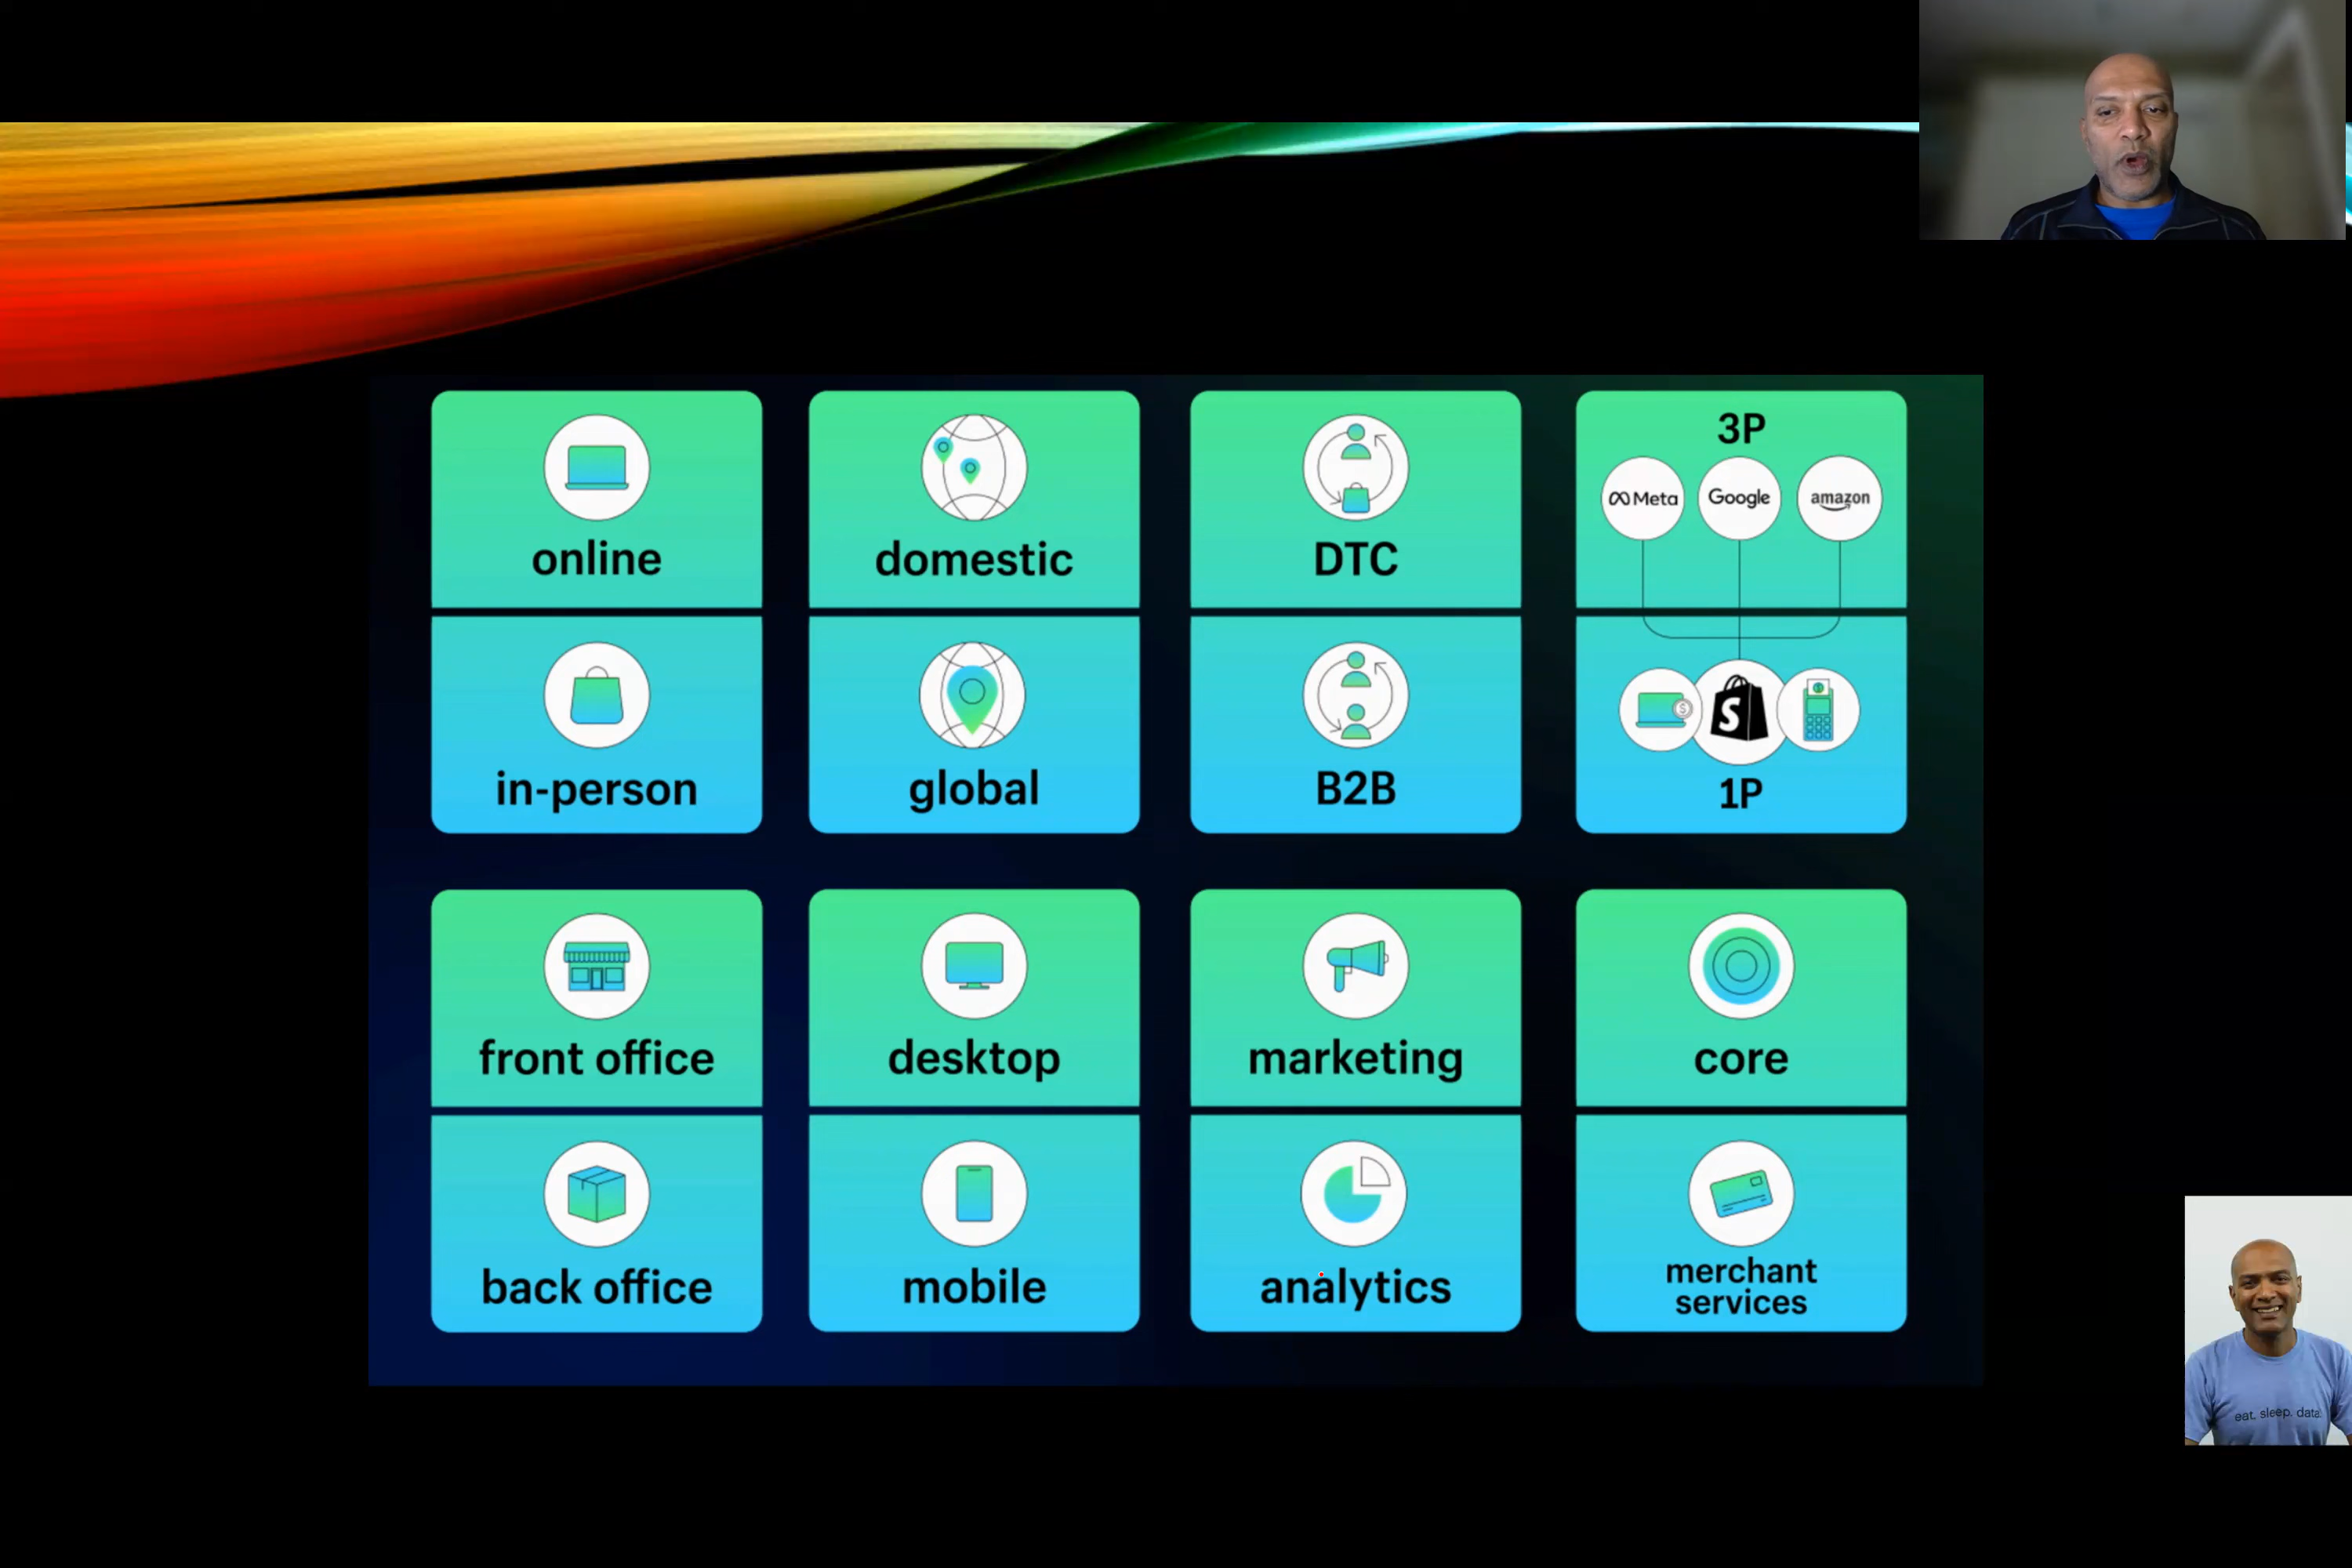 online
domestic
DTC
3P
Meta
Google
amazon
in-person
global
B2B
$
S
1P
front office
desktop
marketing
core
back office
mobile
analytics
merchant
services
eat. sleep. data.